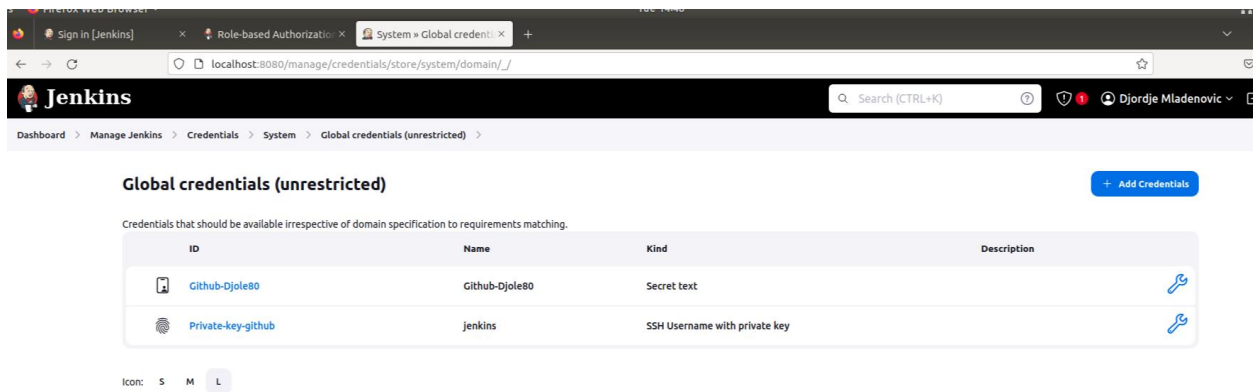 Firefox Web Browser
Tue 14:48
Sign in [Jenkins] Role-based Authorization System » Global credenti
localhost:8080/manage/credentials/store/system/domain/_/
Jenkins Search (CTRL+K) 1 Djordje Mladenovic
Dashboard > Manage Jenkins > Credentials > System > Global credentials (unrestricted) >
Global credentials (unrestricted) + Add Credentials
Credentials that should be available irrespective of domain specification to requirements matching.
ID Name Kind Description
Github-Djole80 Github-Djole80 Secret text
Private-key-github jenkins SSH Username with private key
Icon: S M L